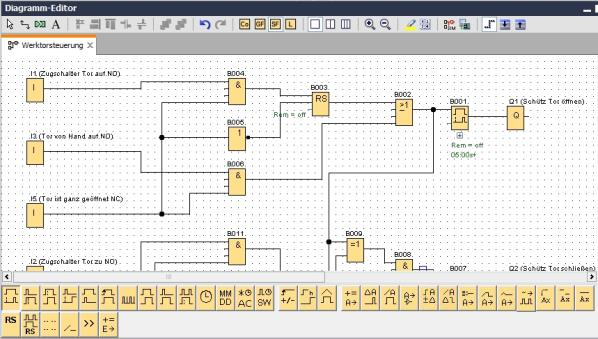 Diagramm-Editor
A
Co GF SF L
Werktorsteuerung
I1 (Zugschalter Tor auf NO)
B004
&
B003
RS
Rem = off
B002
>1
B001
Rem = off
05:00s+
Q1 (Schütz Tor öffnen)
Q
I
B005
1
I3 (Tor von Hand auf NO)
I
B006
&
I5 (Tor ist ganz geöffnet NC)
I
B011
&
B009
=1
B008
&
B007
I2 (Zugschalter Tor zu NO)
Q2 (Schütz Tor schließen)
MM
DD
AC
SW
+/-
+=
A→
RS
RS
>>
+=
E→